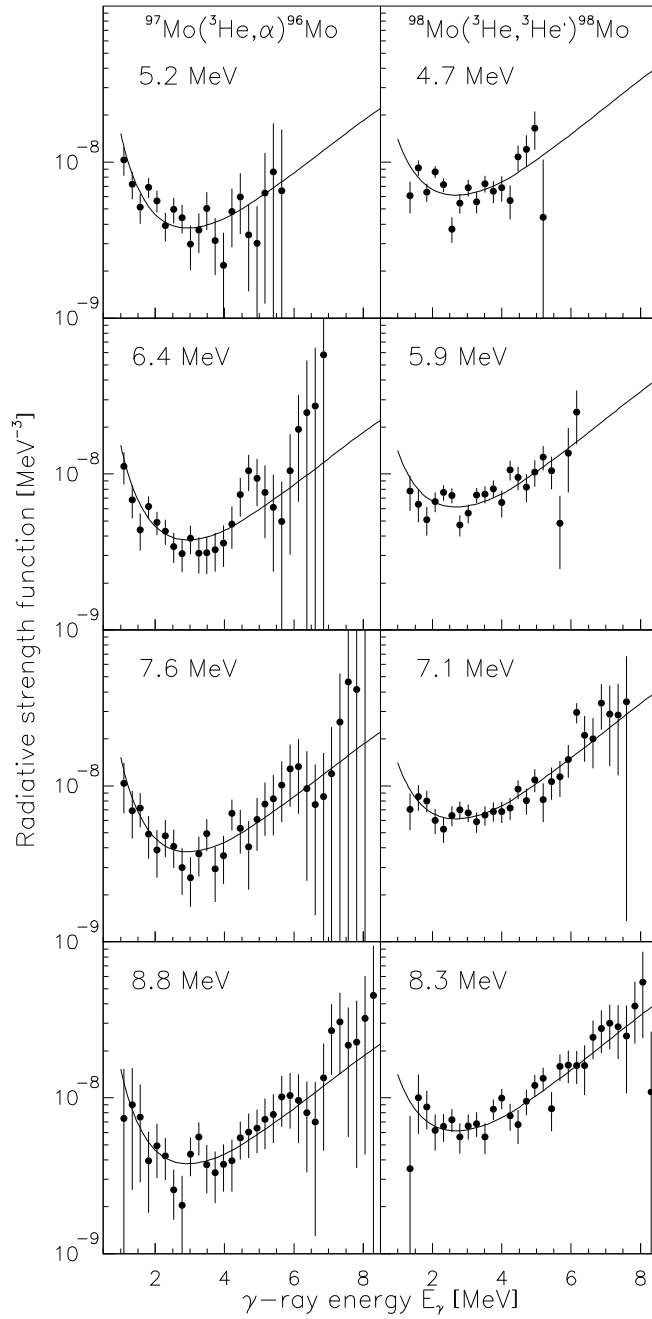 ⁹⁷Mo(³He,α)⁹⁶Mo
⁹⁸Mo(³He,³He')⁹⁸Mo
5.2 MeV
4.7 MeV
10⁻⁸
10⁻⁹
6.4 MeV
5.9 MeV
10⁻⁸
10⁻⁹
7.6 MeV
7.1 MeV
10⁻⁸
10⁻⁹
8.8 MeV
8.3 MeV
10⁻⁸
10⁻⁹
2 4 6 8 2 4 6 8
Radiative strength function [MeV⁻³]
γ-ray energy Eᵧ [MeV]